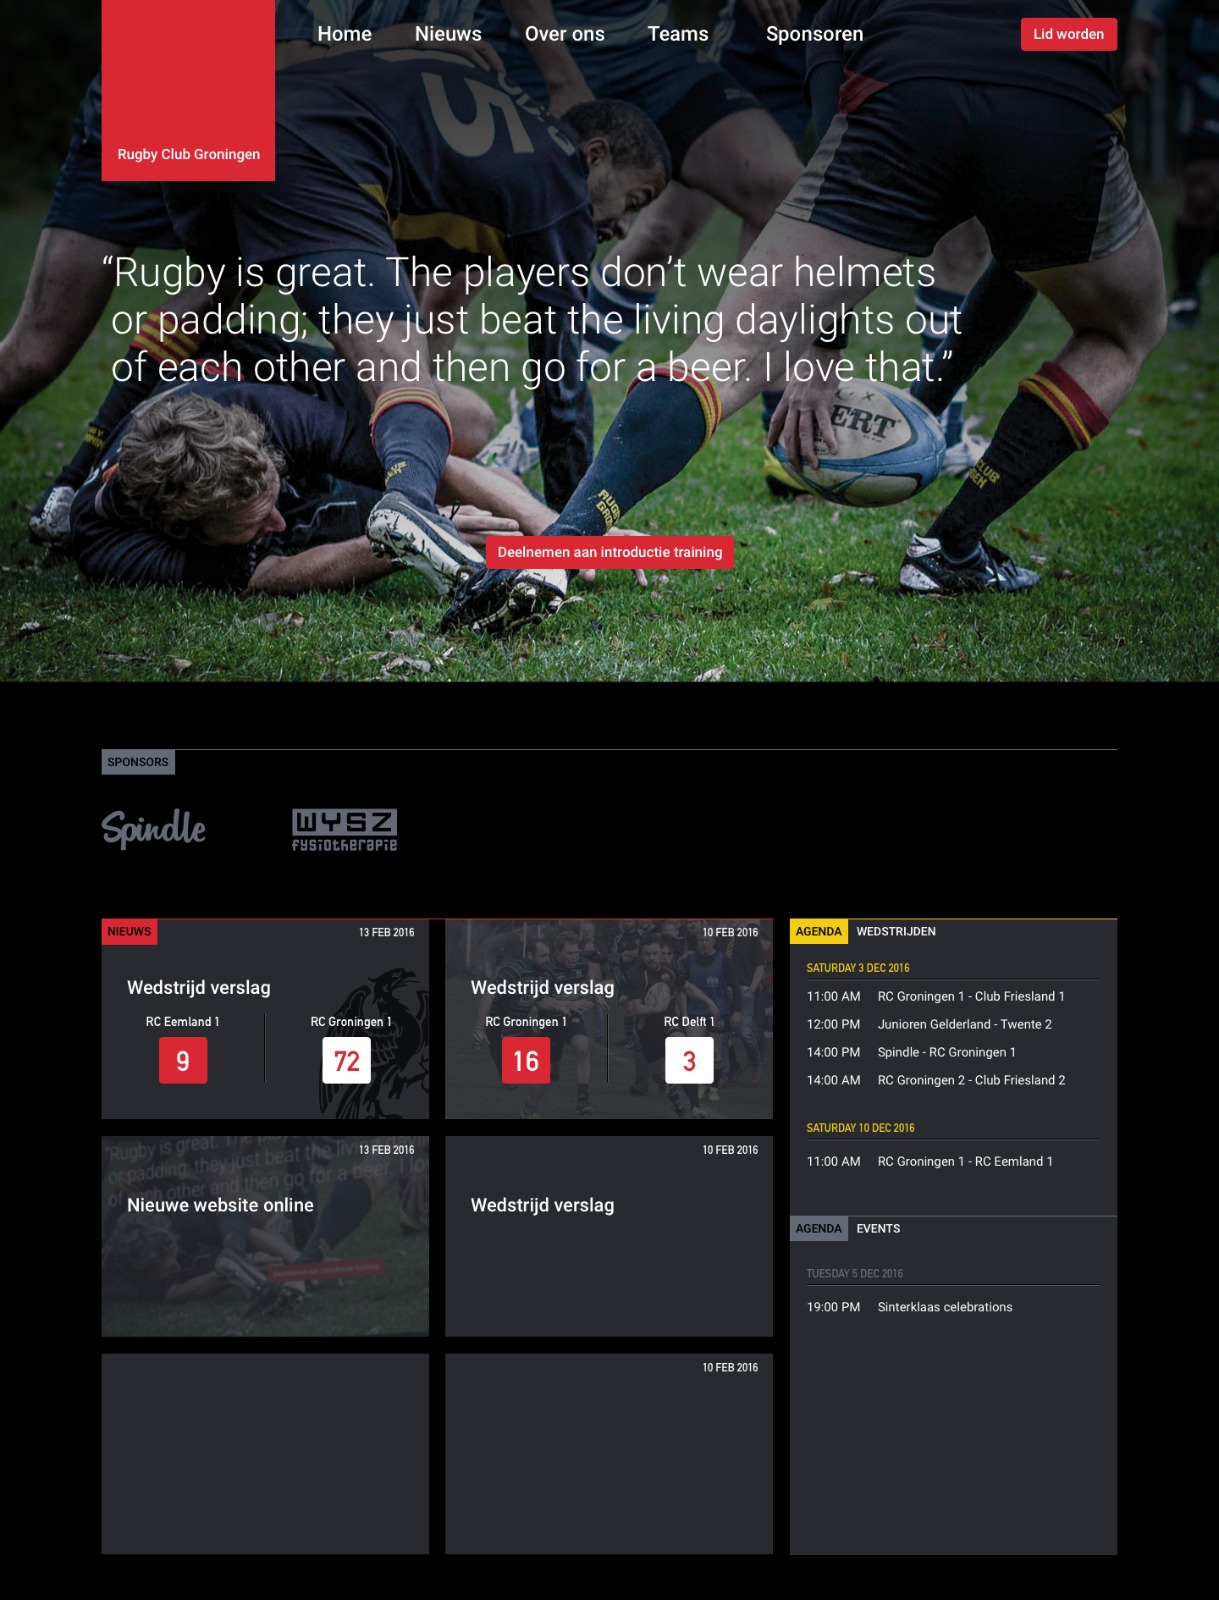 Home Nieuws Over ons Teams Sponsoren Lid worden
Rugby Club Groningen
“Rugby is great. The players don’t wear helmets
or padding; they just beat the living daylights out
of each other and then go for a beer. I love that.”
Deelnemen aan introductie training
SPONSORS
Spindle
WYSZ
fysiotherapie
NIEUWS
13 FEB 2016
Wedstrijd verslag
RC Eemland 1
RC Groningen 1
9
72
10 FEB 2016
Wedstrijd verslag
RC Groningen 1
RC Delft 1
16
3
13 FEB 2016
Nieuwe website online
10 FEB 2016
Wedstrijd verslag
10 FEB 2016
AGENDA WEDSTRIJDEN
SATURDAY 3 DEC 2016
11:00 AM RC Groningen 1 - Club Friesland 1
12:00 PM Junioren Gelderland - Twente 2
14:00 PM Spindle - RC Groningen 1
14:00 AM RC Groningen 2 - Club Friesland 2
SATURDAY 10 DEC 2016
11:00 AM RC Groningen 1 - RC Eemland 1
AGENDA EVENTS
TUESDAY 5 DEC 2016
19:00 PM Sinterklaas celebrations